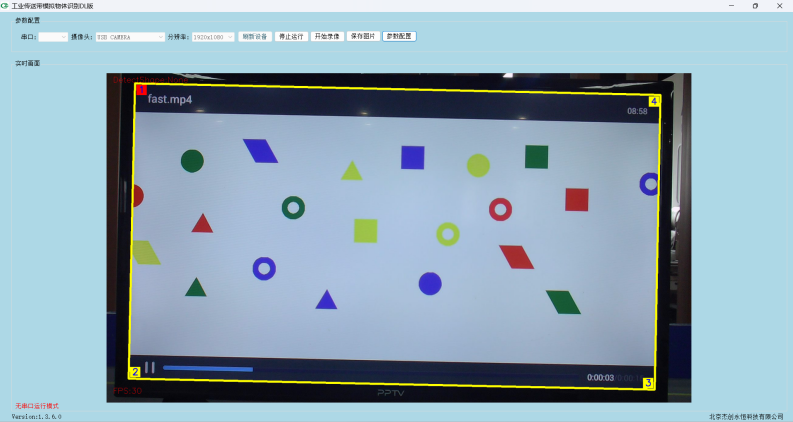 工业传送带模拟物体识别DL版
参数配置
串口: 摄像头: USB CAMERA 分辨率: 1920x1080 刷新设备 停止运行 开始录像 保存图片 参数配置
实时画面
1
fast.mp4
4
08:58
2
0:00:03
3
FPS:30
PPTV
无串口运行模式
Version:1.3.6.0
北京杰创永恒科技有限公司